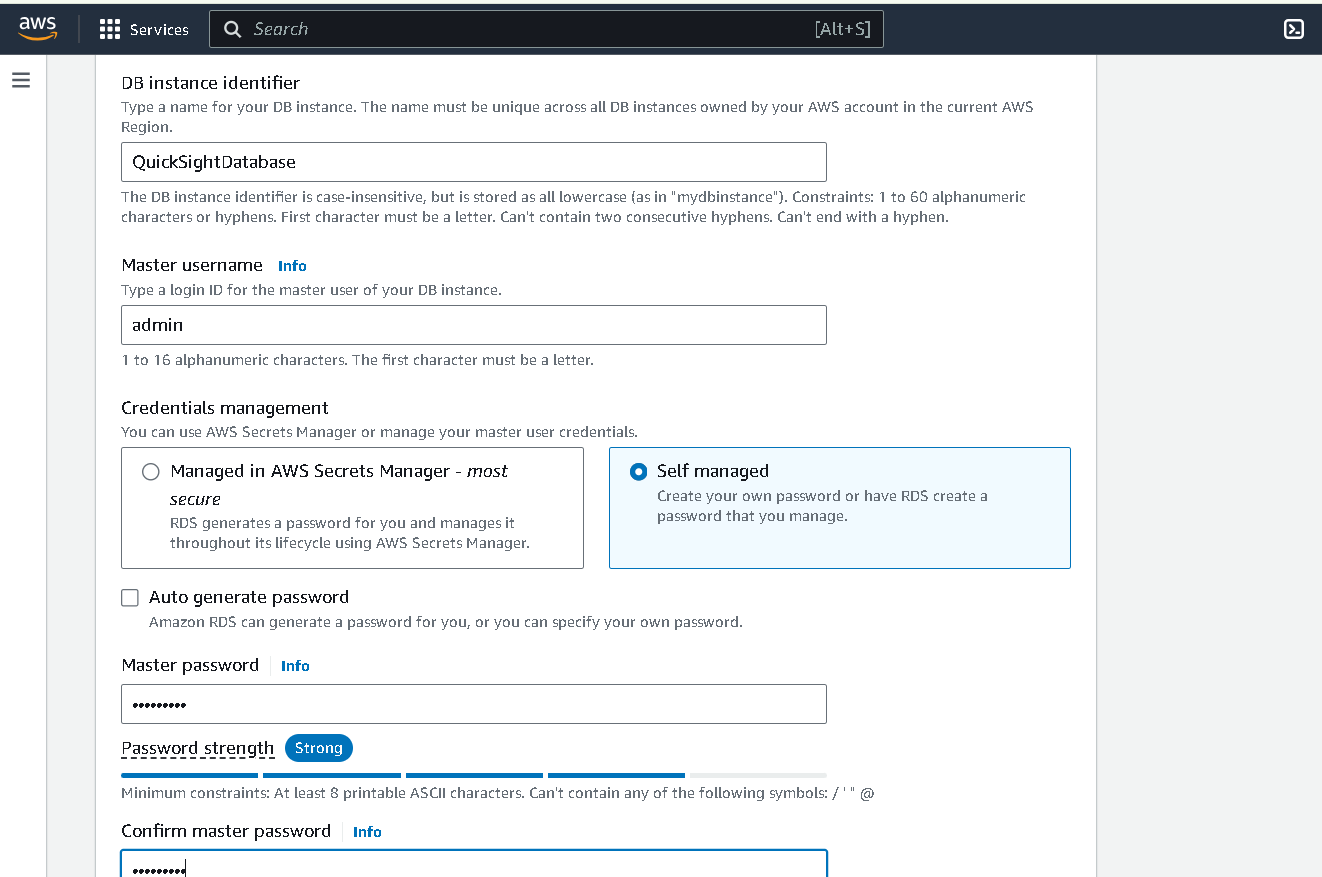 aws
Services
Search [Alt+S]
DB instance identifier
Type a name for your DB instance. The name must be unique across all DB instances owned by your AWS account in the current AWS
Region.
QuickSightDatabase
The DB instance identifier is case-insensitive, but is stored as all lowercase (as in "mydbinstance"). Constraints: 1 to 60 alphanumeric
characters or hyphens. First character must be a letter. Can't contain two consecutive hyphens. Can't end with a hyphen.
Master username Info
Type a login ID for the master user of your DB instance.
admin
1 to 16 alphanumeric characters. The first character must be a letter.
Credentials management
You can use AWS Secrets Manager or manage your master user credentials.
Managed in AWS Secrets Manager - most
secure
RDS generates a password for you and manages it
throughout its lifecycle using AWS Secrets Manager.
Self managed
Create your own password or have RDS create a
password that you manage.
Auto generate password
Amazon RDS can generate a password for you, or you can specify your own password.
Master password Info
•••••••••
Password strength Strong
Minimum constraints: At least 8 printable ASCII characters. Can't contain any of the following symbols: / ' " @
Confirm master password Info
•••••••••